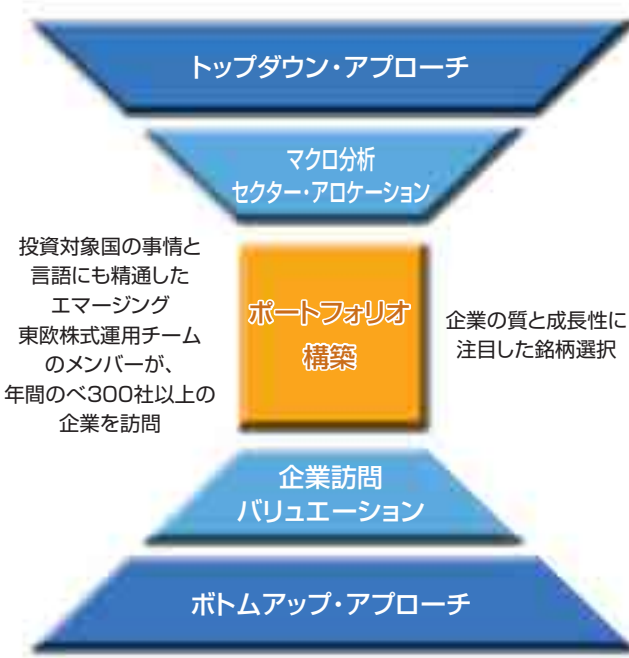 トップダウン・アプローチ
マクロ分析
セクター・アロケーション
投資対象国の事情と
言語にも精通した
エマージング
東欧株式運用チーム
のメンバーが、
年間のべ300社以上の
企業を訪問
ポートフォリオ
構築
企業の質と成長性に
注目した銘柄選択
企業訪問
バリュエーション
ボトムアップ・アプローチ